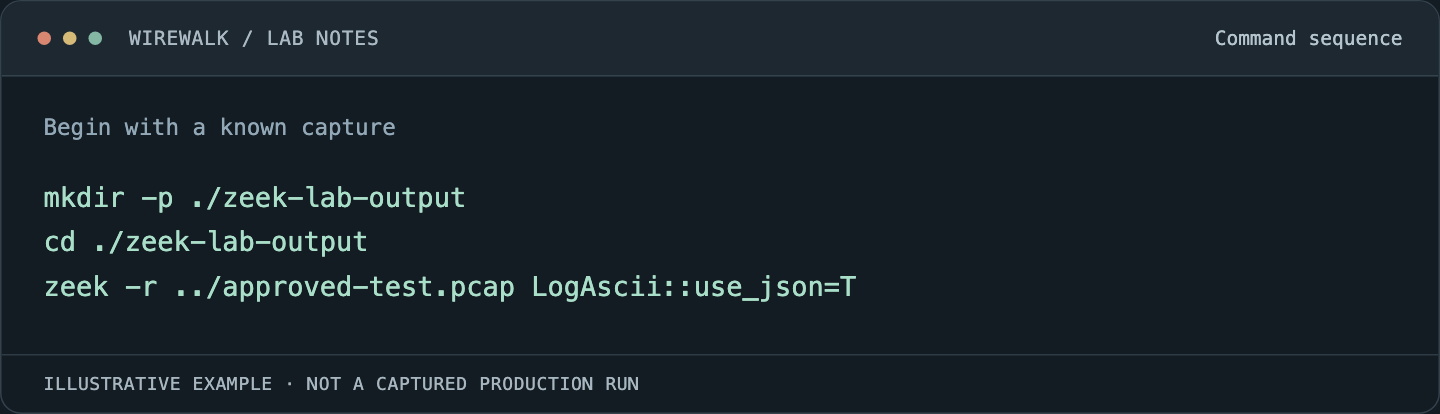 WIREWALK / LAB NOTES
Command sequence
Begin with a known capture
mkdir -p ./zeek-lab-output
cd ./zeek-lab-output
zeek -r ../approved-test.pcap LogAscii::use_json=T
ILLUSTRATIVE EXAMPLE · NOT A CAPTURED PRODUCTION RUN